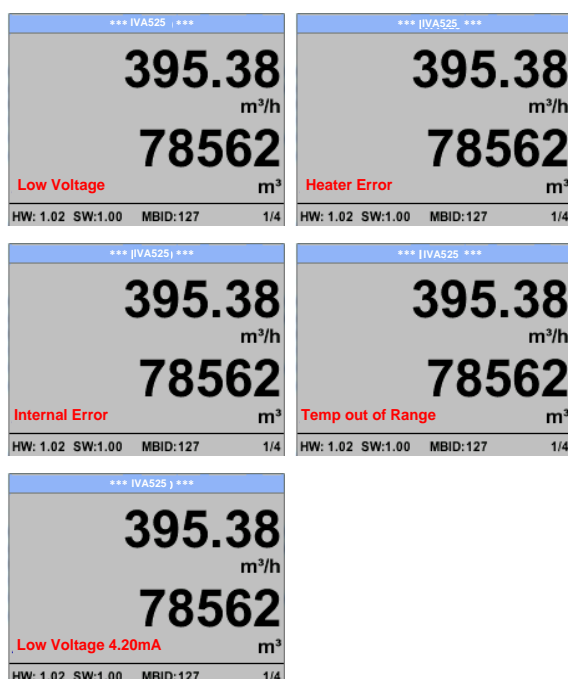 *** IVA525 ***
395.38
m³/h
78562
Low Voltage m³
HW: 1.02 SW:1.00 MBID:127 1/4
*** IVA525 ***
395.38
m³/h
78562
Heater Error m³
HW: 1.02 SW:1.00 MBID:127 1/4
*** IVA525 ***
395.38
m³/h
78562
Internal Error m³
HW: 1.02 SW:1.00 MBID:127 1/4
*** IVA525 ***
395.38
m³/h
78562
Temp out of Range m³
HW: 1.02 SW:1.00 MBID:127 1/4
*** IVA525 ***
395.38
m³/h
78562
Low Voltage 4.20mA m³
HW: 1.02 SW:1.00 MBID:127 1/4